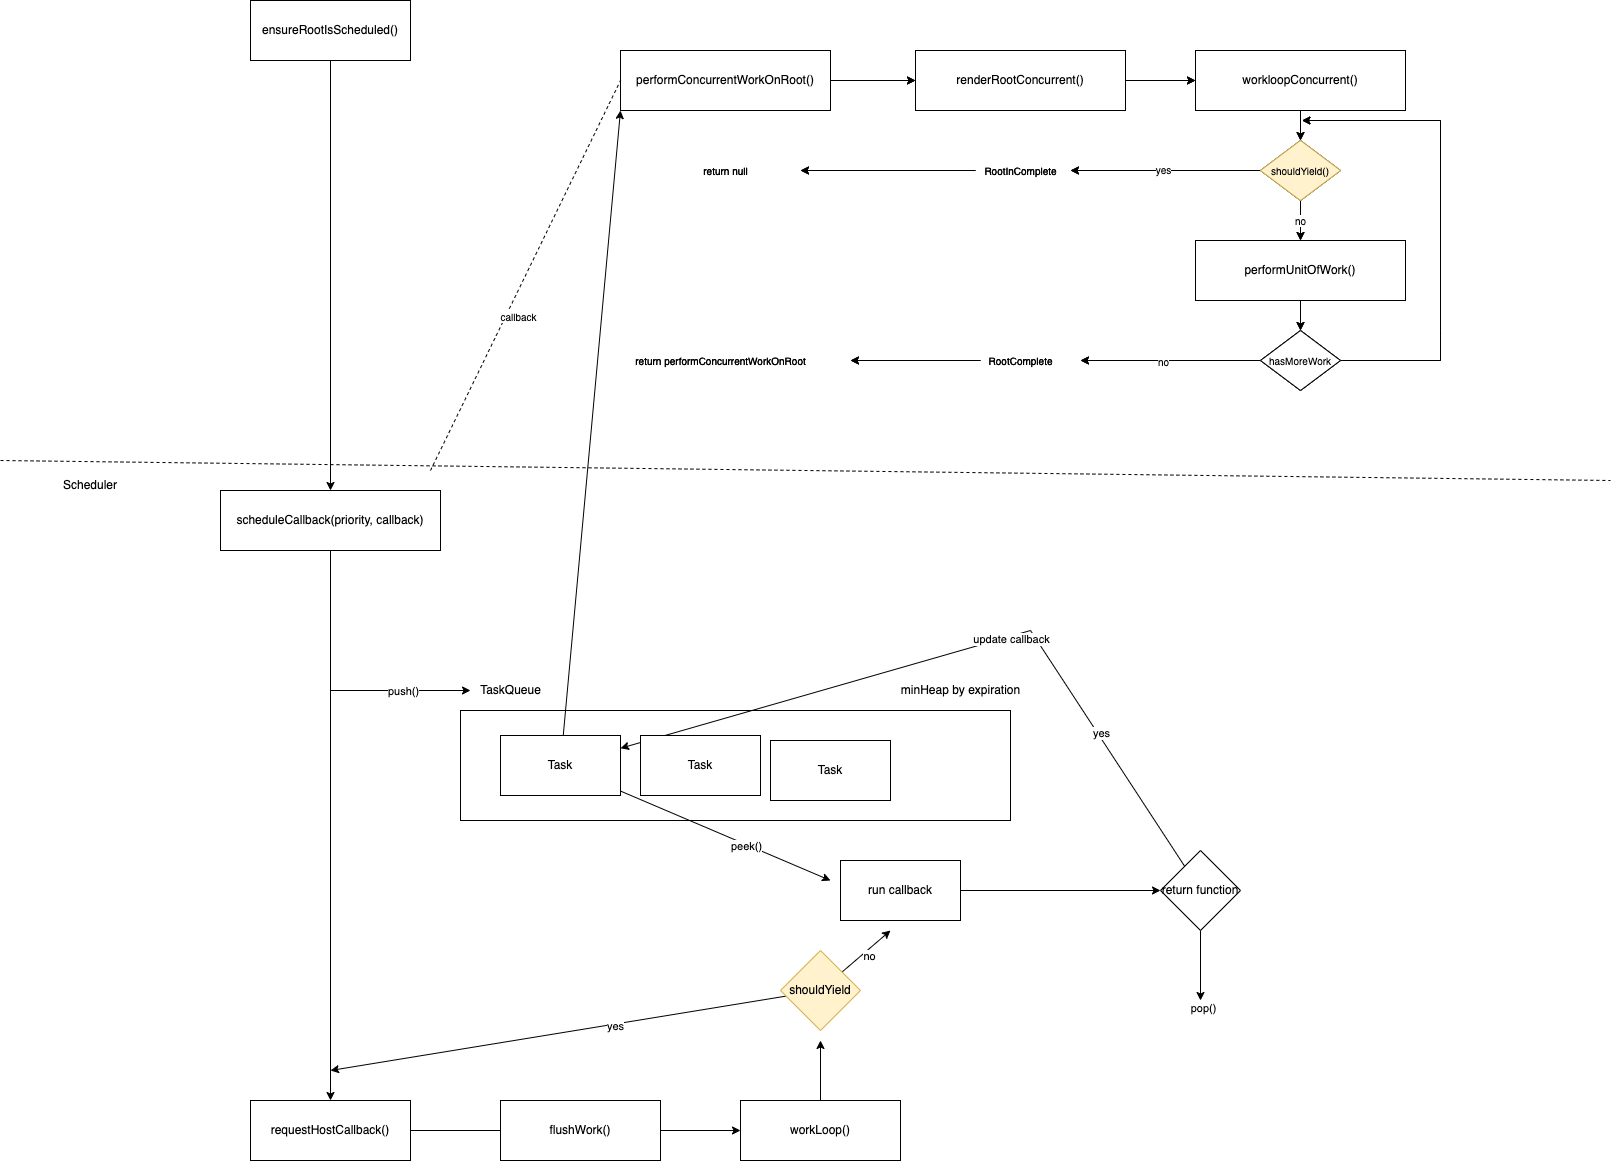 ensureRootIsScheduled()
performConcurrentWorkOnRoot()
renderRootConcurrent()
workloopConcurrent()
return null
RootInComplete
yes
shouldYield()
no
performUnitOfWork()
callback
return performConcurrentWorkOnRoot
RootComplete
no
hasMoreWork
Scheduler
scheduleCallback(priority, callback)
update callback
push()
TaskQueue
minHeap by expiration
yes
Task
Task
Task
peek()
run callback
return function
no
shouldYield
pop()
yes
requestHostCallback()
flushWork()
workLoop()